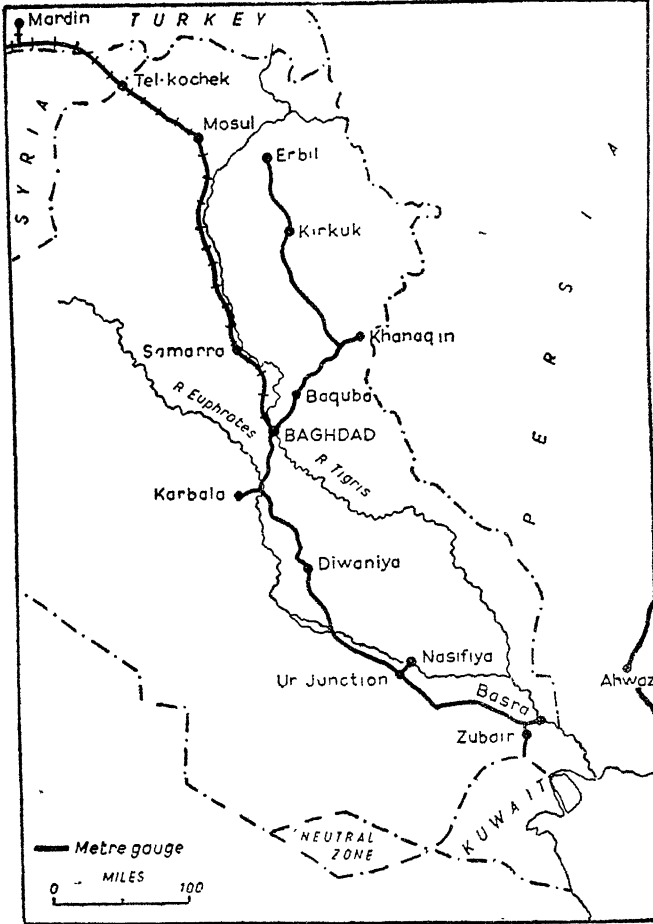 Mardin
TURKEY
Tel-kochek
SYRIA
Mosul
Erbil
Kirkuk
PERSIA
Khanaqin
Samarra
Baquba
R Euphrates
BAGHDAD
R Tigris
Karbala
Diwaniya
Nasifiya
Ur Junction
Ahwaz
Basra
Zubair
KUWAIT
NEUTRAL
ZONE
Metre gauge
MILES
0 100